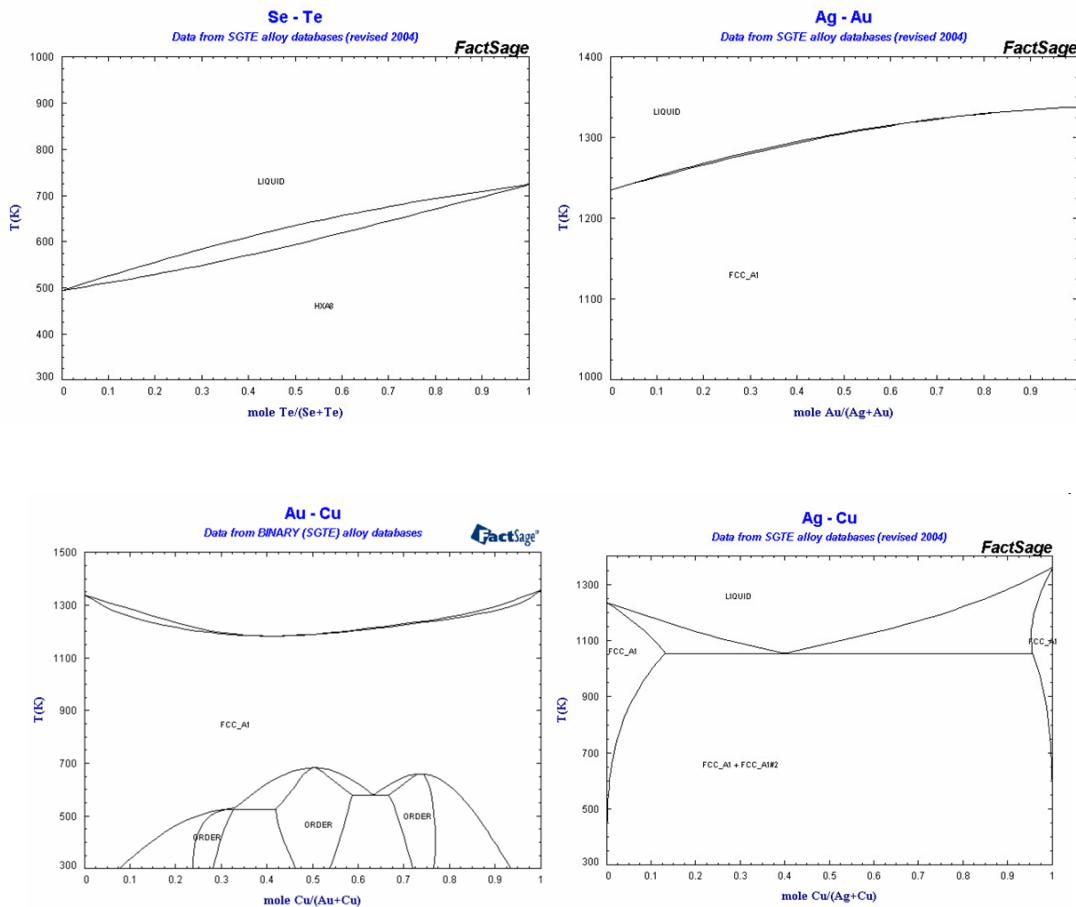 Se - Te
Data from SGTE alloy databases (revised 2004)
FactSage
1000
900
800
700
600
500
400
300
T(K)
LIQUID
HXA8
0 0.1 0.2 0.3 0.4 0.5 0.6 0.7 0.8 0.9 1
mole Te/(Se+Te)
Ag - Au
Data from SGTE alloy databases (revised 2004)
FactSage
1400
1300
1200
1100
1000
T(K)
LIQUID
FCC_A1
0 0.1 0.2 0.3 0.4 0.5 0.6 0.7 0.8 0.9 1
mole Au/(Ag+Au)
Au - Cu
Data from BINARY (SGTE) alloy databases
FactSage
1500
1300
1100
900
700
500
300
T(K)
FCC_A1
ORDER
ORDER
ORDER
0 0.1 0.2 0.3 0.4 0.5 0.6 0.7 0.8 0.9 1
mole Cu/(Au+Cu)
Ag - Cu
Data from SGTE alloy databases (revised 2004)
FactSage
1300
1100
900
700
500
300
T(K)
LIQUID
FCC_A1
FCC_A1
FCC_A1 + FCC_A1#2
0 0.1 0.2 0.3 0.4 0.5 0.6 0.7 0.8 0.9 1
mole Cu/(Ag+Cu)